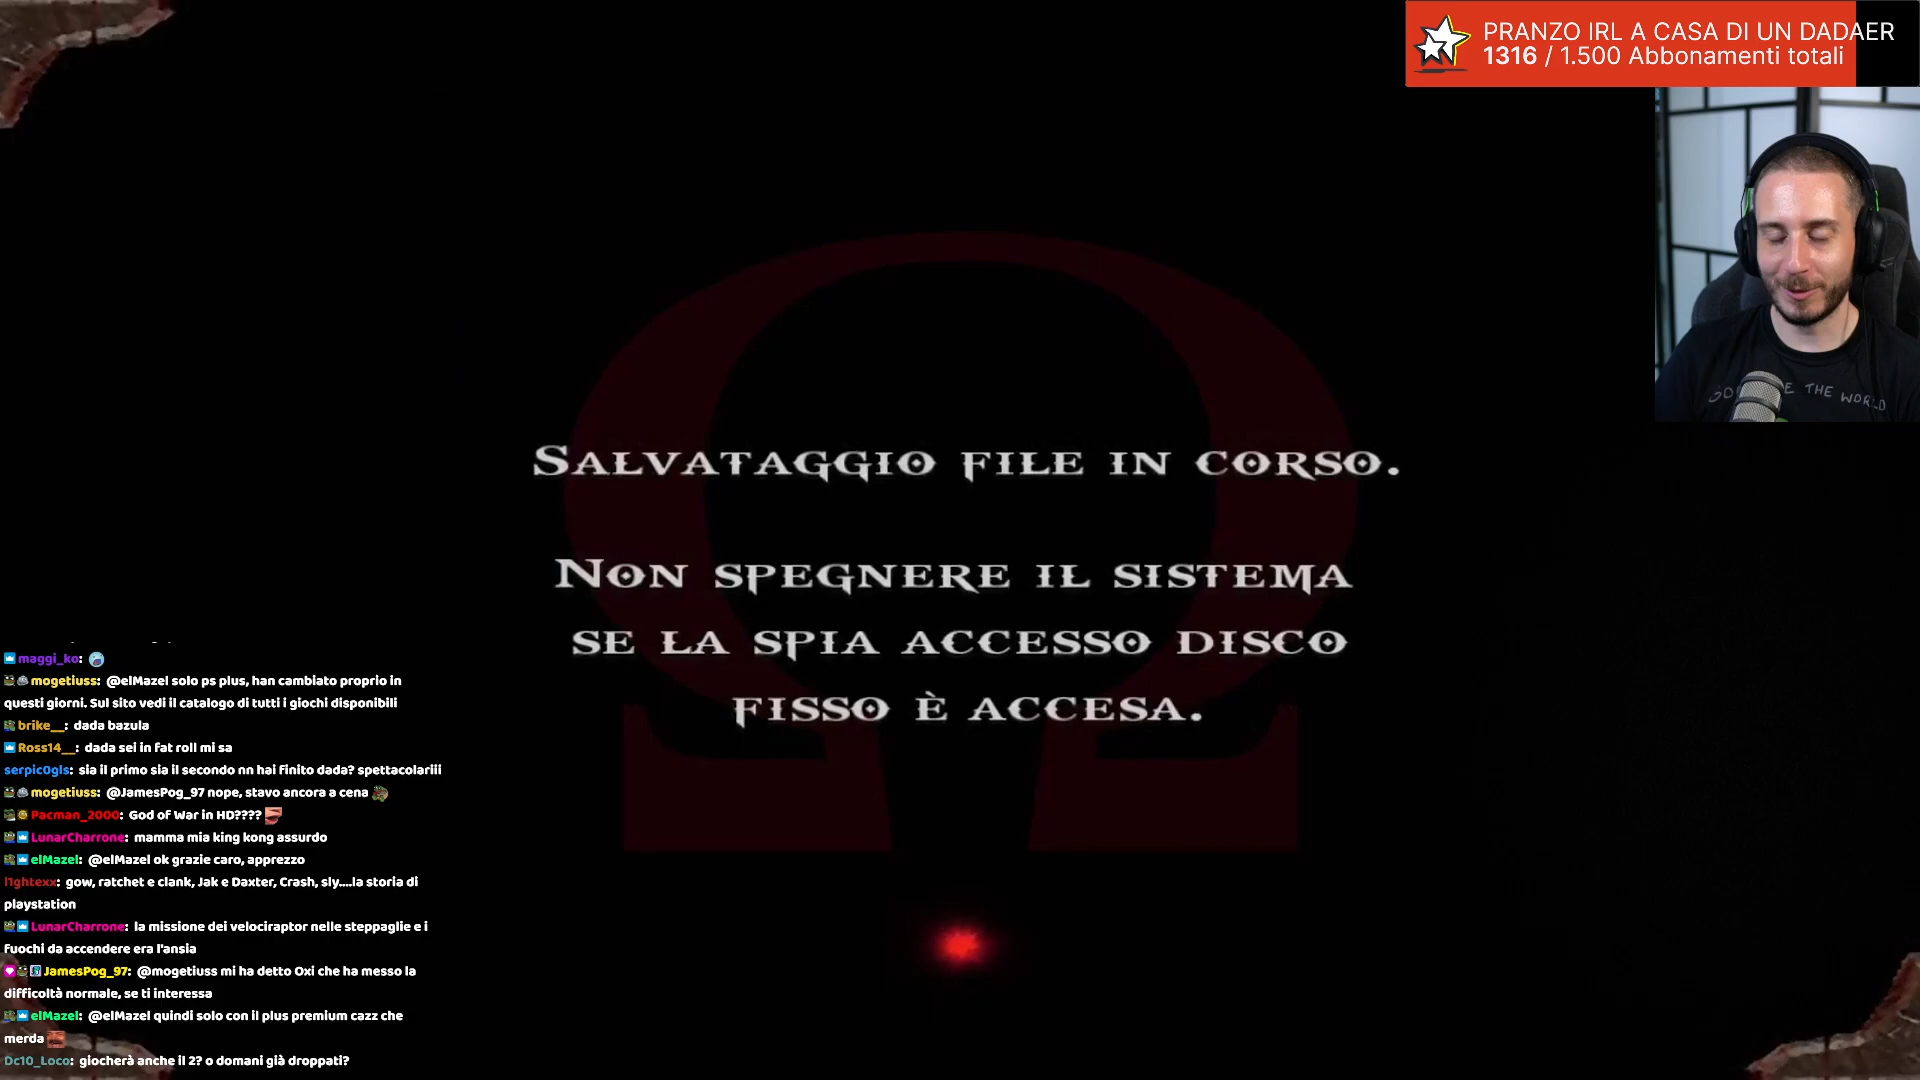 PRANZO IRL A CASA DI UN DADAER
1316 / 1.500 Abbonamenti totali
GOD THE WORLD
Salvataggio file in corso.
Non spegnere il sistema
se la spia accesso disco
fisso è accesa.
maggi_ko:
mogetiuss: @elMazel solo ps plus, han cambiato proprio in
questi giorni. Sul sito vedi il catalogo di tutti i giochi disponibili
brike__: dada bazula
Ross14__: dada sei in fat roll mi sa
serpic0gls: sia il primo sia il secondo nn hai finito dada? spettacolariii
mogetiuss: @JamesPog_97 nope, stavo ancora a cena
Pacman_2000: God of War in HD????
LunarCharrone: mamma mia king kong assurdo
elMazel: @elMazel ok grazie caro, apprezzo
l1ghtexx: gow, ratchet e clank, Jak e Daxter, Crash, sly....la storia di
playstation
LunarCharrone: la missione dei velociraptor nelle steppaglie e i
fuochi da accendere era l'ansia
JamesPog_97: @mogetiuss mi ha detto Oxi che ha messo la
difficoltà normale, se ti interessa
elMazel: @elMazel quindi solo con il plus premium cazz che
merda
Dc10_Loco: giocherà anche il 2? o domani già droppati?